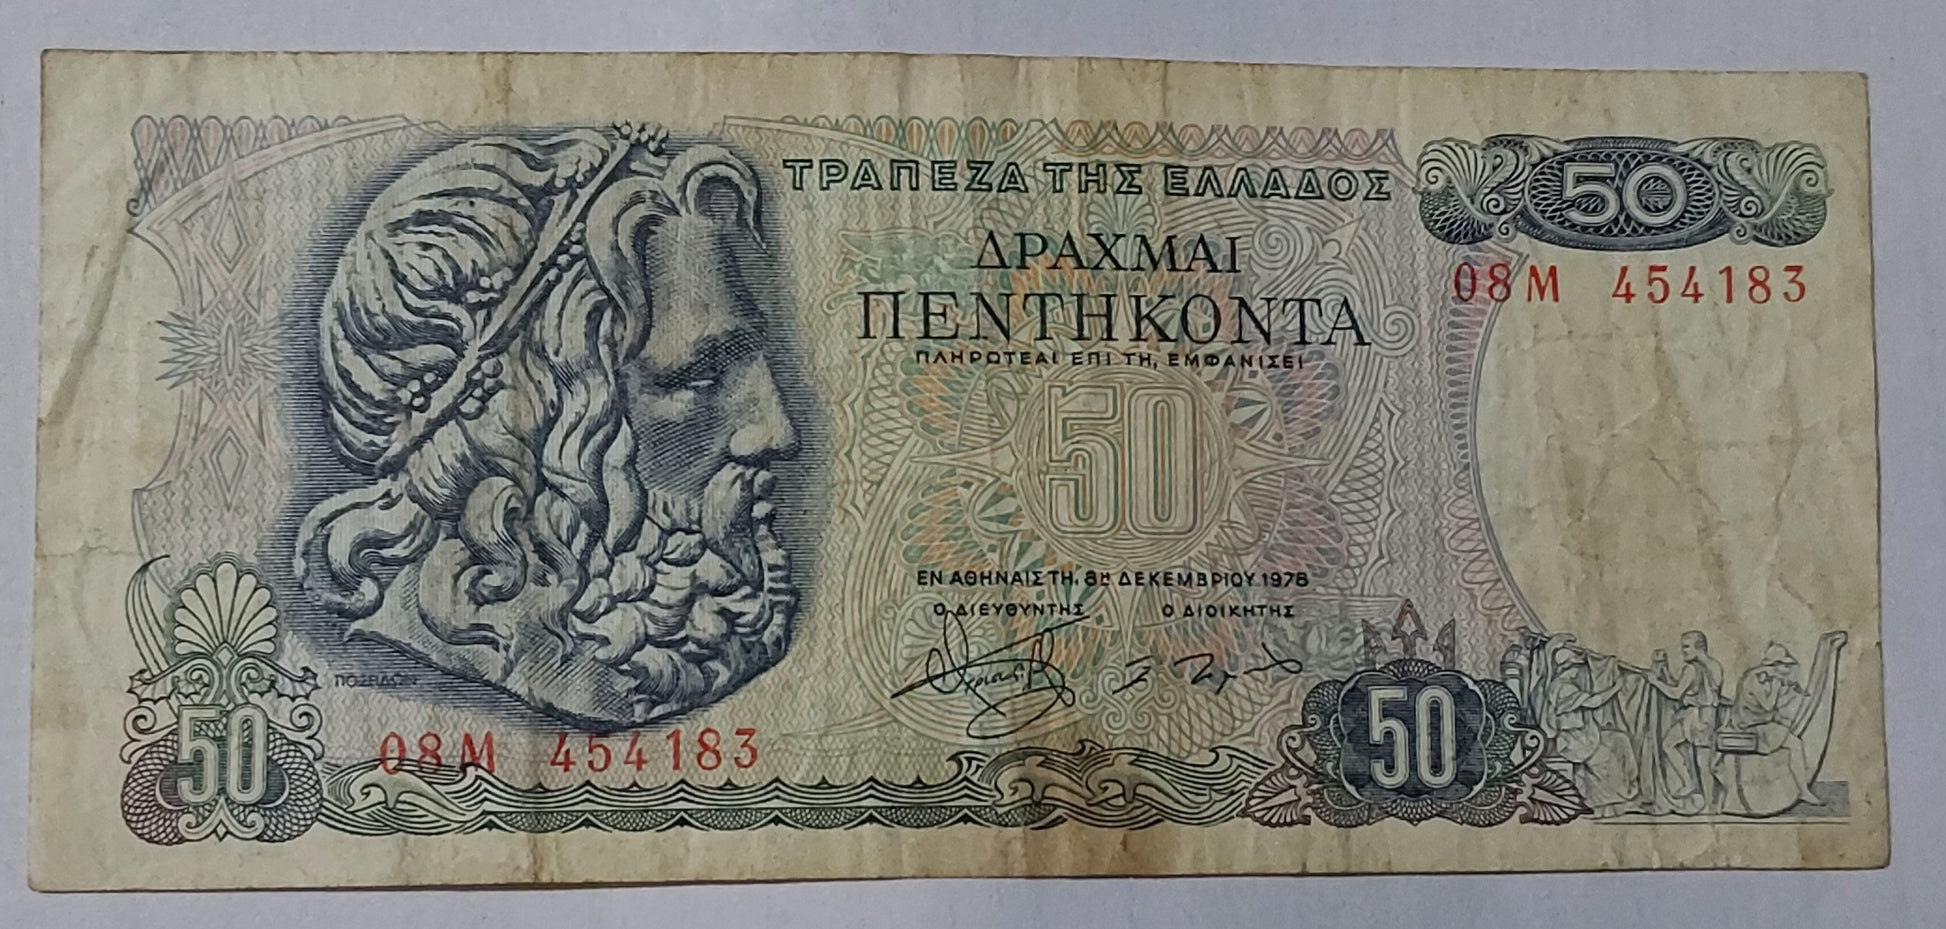 ΤΡΑΠΕΖΑ ΤΗΣ ΕΛΛΑΔΟΣ
50
ΔΡΑΧΜΑΙ
08Μ 454183
ΠΕΝΤΗΚΟΝΤΑ
ΠΛΗΡΩΤΕΑΙ ΕΠΙ ΤΗ, ΕΜΦΑΝΙΣΕΙ
50
ΕΝ ΑΘΗΝΑΙΣ ΤΗ, 8Η ΔΕΚΕΜΒΡΙΟΥ 1978
Ο ΔΙΕΥΘΥΝΤΗΣ Ο ΔΙΟΙΚΗΤΗΣ
ΠΟΣΕΙΔΩΝ
50
08Μ 454183
50